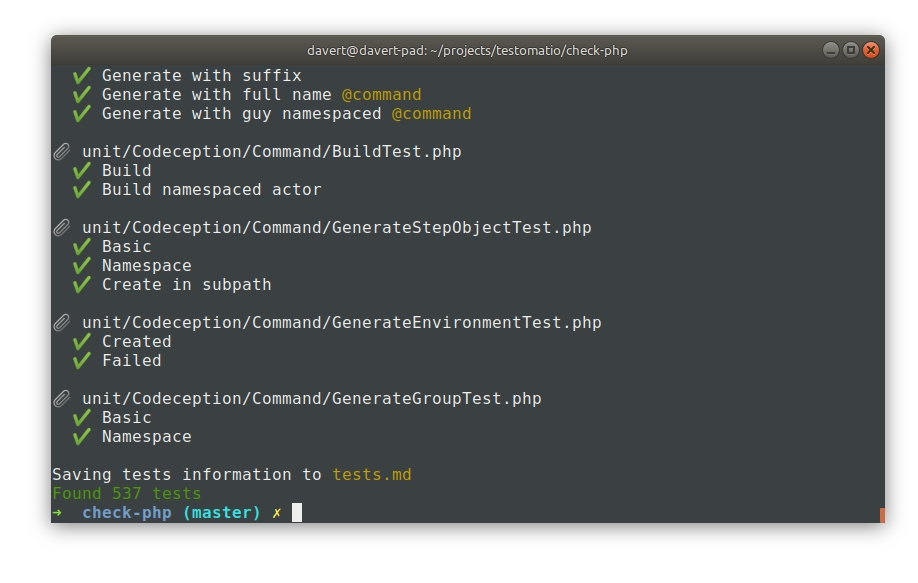 davert@davert-pad: ~/projects/testomatio/check-php
✔ Generate with suffix
✔ Generate with full name @command
✔ Generate with guy namespaced @command
unit/Codeception/Command/BuildTest.php
✔ Build
✔ Build namespaced actor
unit/Codeception/Command/GenerateStepObjectTest.php
✔ Basic
✔ Namespace
✔ Create in subpath
unit/Codeception/Command/GenerateEnvironmentTest.php
✔ Created
✔ Failed
unit/Codeception/Command/GenerateGroupTest.php
✔ Basic
✔ Namespace
Saving tests information to tests.md
Found 537 tests
➜ check-php (master) ✗